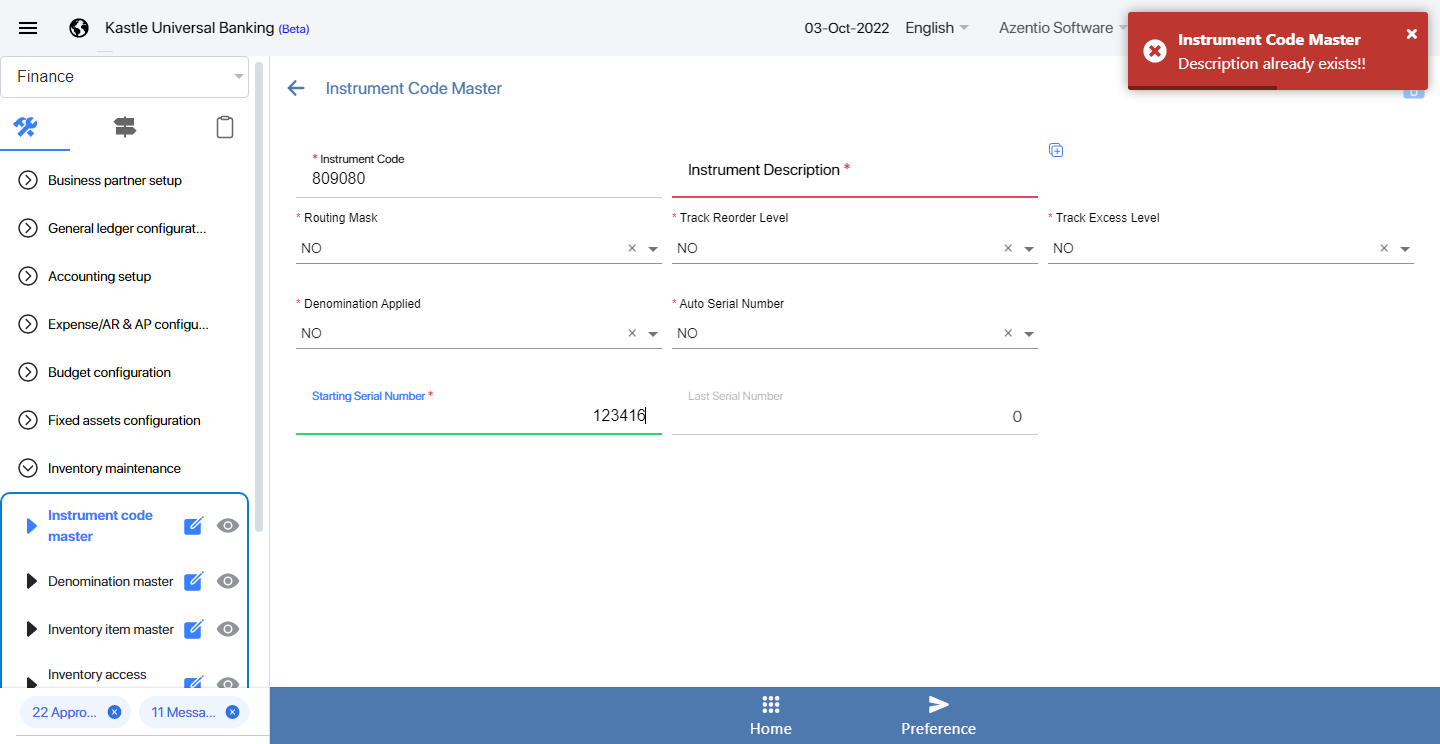 Kastle Universal Banking (Beta)
03-Oct-2022
English
Azentio Software
Instrument Code Master
Description already exists!!
Finance
Instrument Code Master
Business partner setup
General ledger configurat...
Accounting setup
Expense/AR & AP configu...
Budget configuration
Fixed assets configuration
Inventory maintenance
Instrument code
master
Denomination master
Inventory item master
Inventory access
22 Appro...
11 Messa...
* Instrument Code
809080
Instrument Description *
* Routing Mask
NO
* Track Reorder Level
NO
* Track Excess Level
NO
* Denomination Applied
NO
* Auto Serial Number
NO
Starting Serial Number *
123416
Last Serial Number
0
Home
Preference